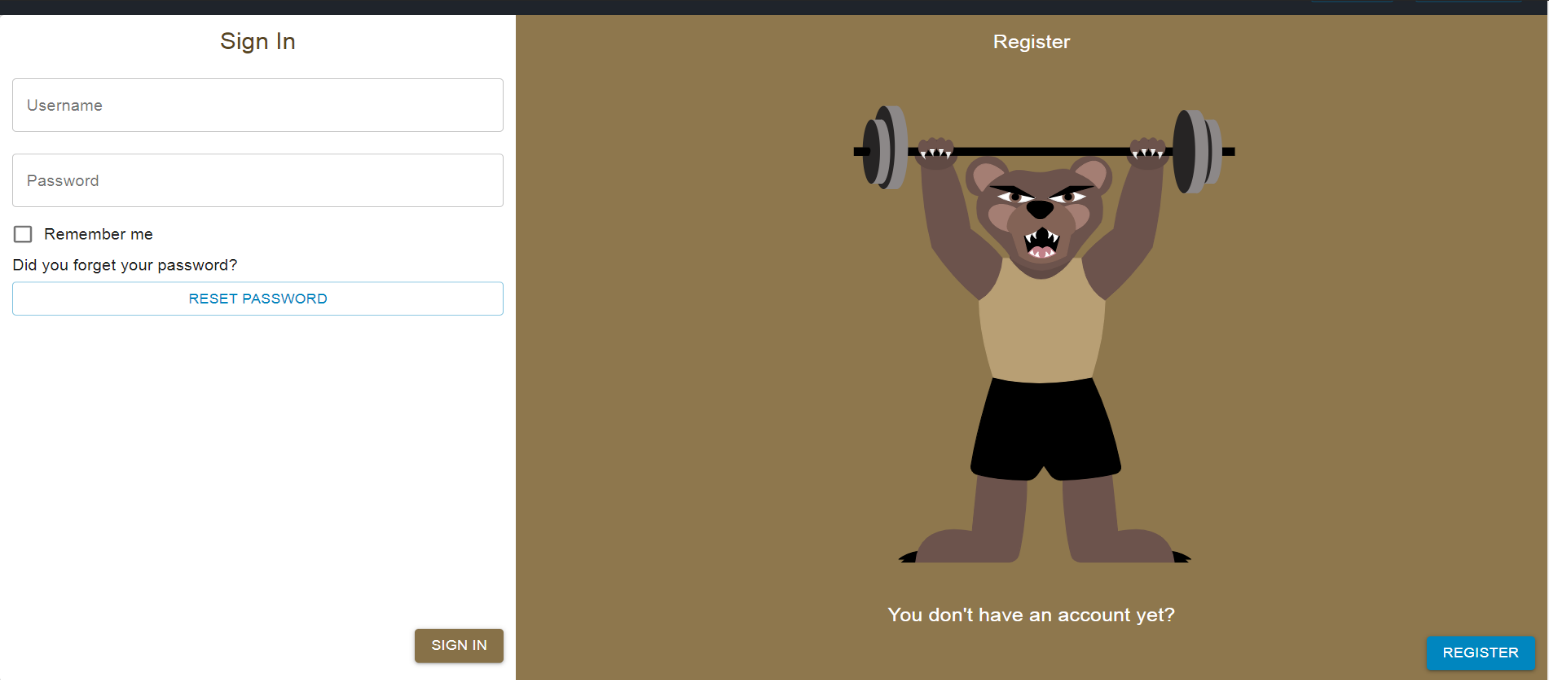 Sign In
Username
Password
Remember me
Did you forget your password?
RESET PASSWORD
SIGN IN
Register
You don't have an account yet?
REGISTER